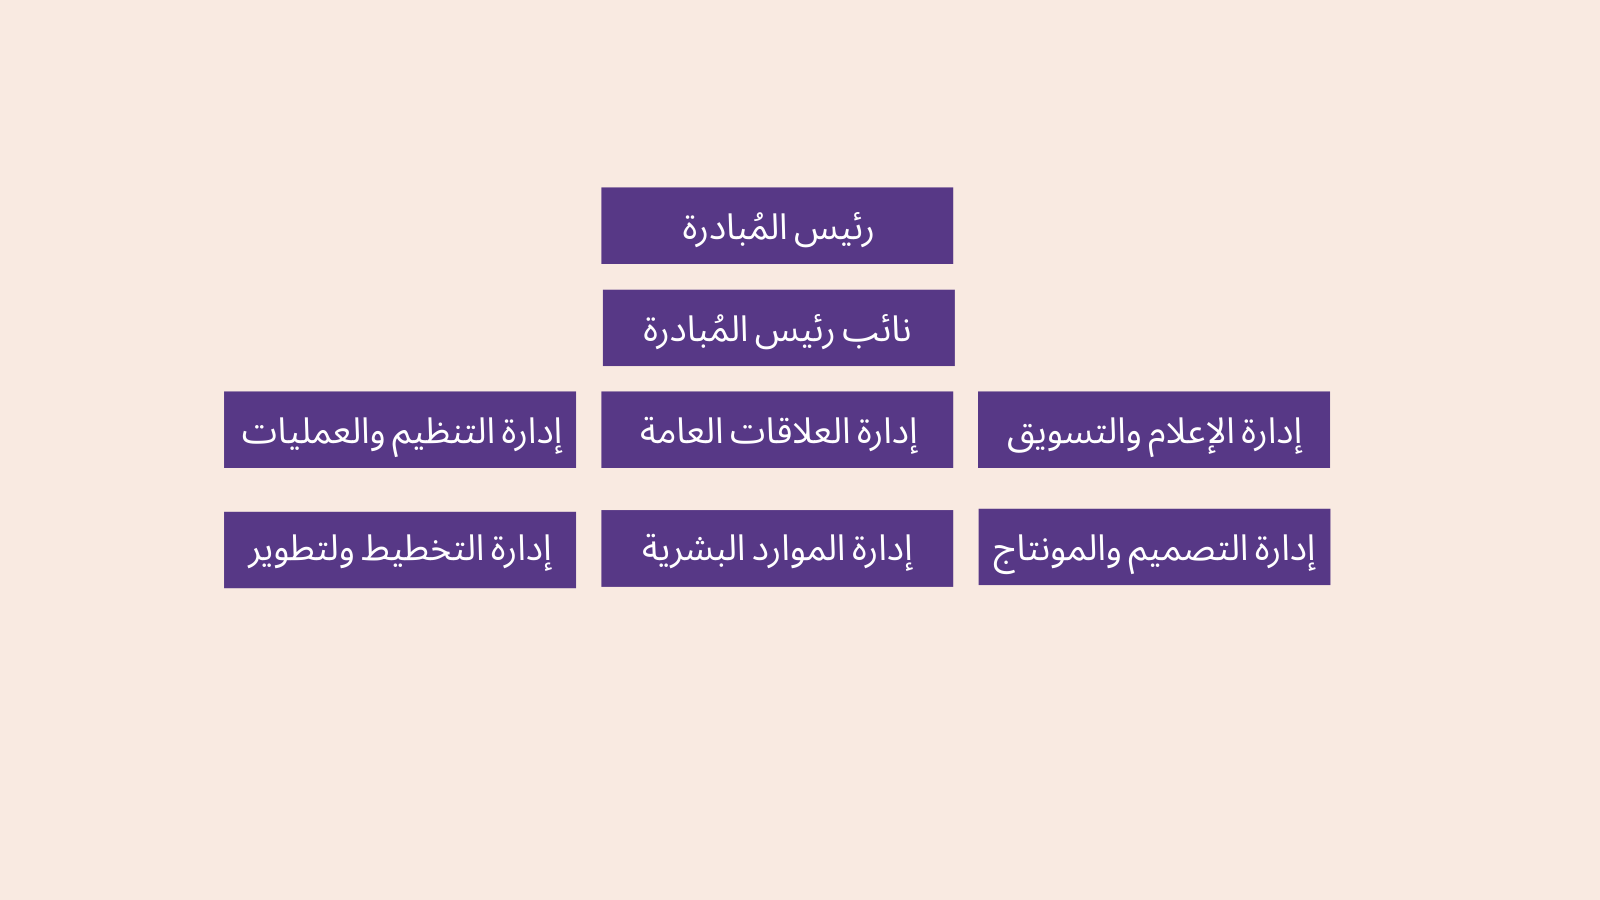 رئيس المُبادرة
نائب رئيس المُبادرة
إدارة الإعلام والتسويق
إدارة العلاقات العامة
إدارة التنظيم والعمليات
إدارة التصميم والمونتاج
إدارة الموارد البشرية
إدارة التخطيط ولتطوير